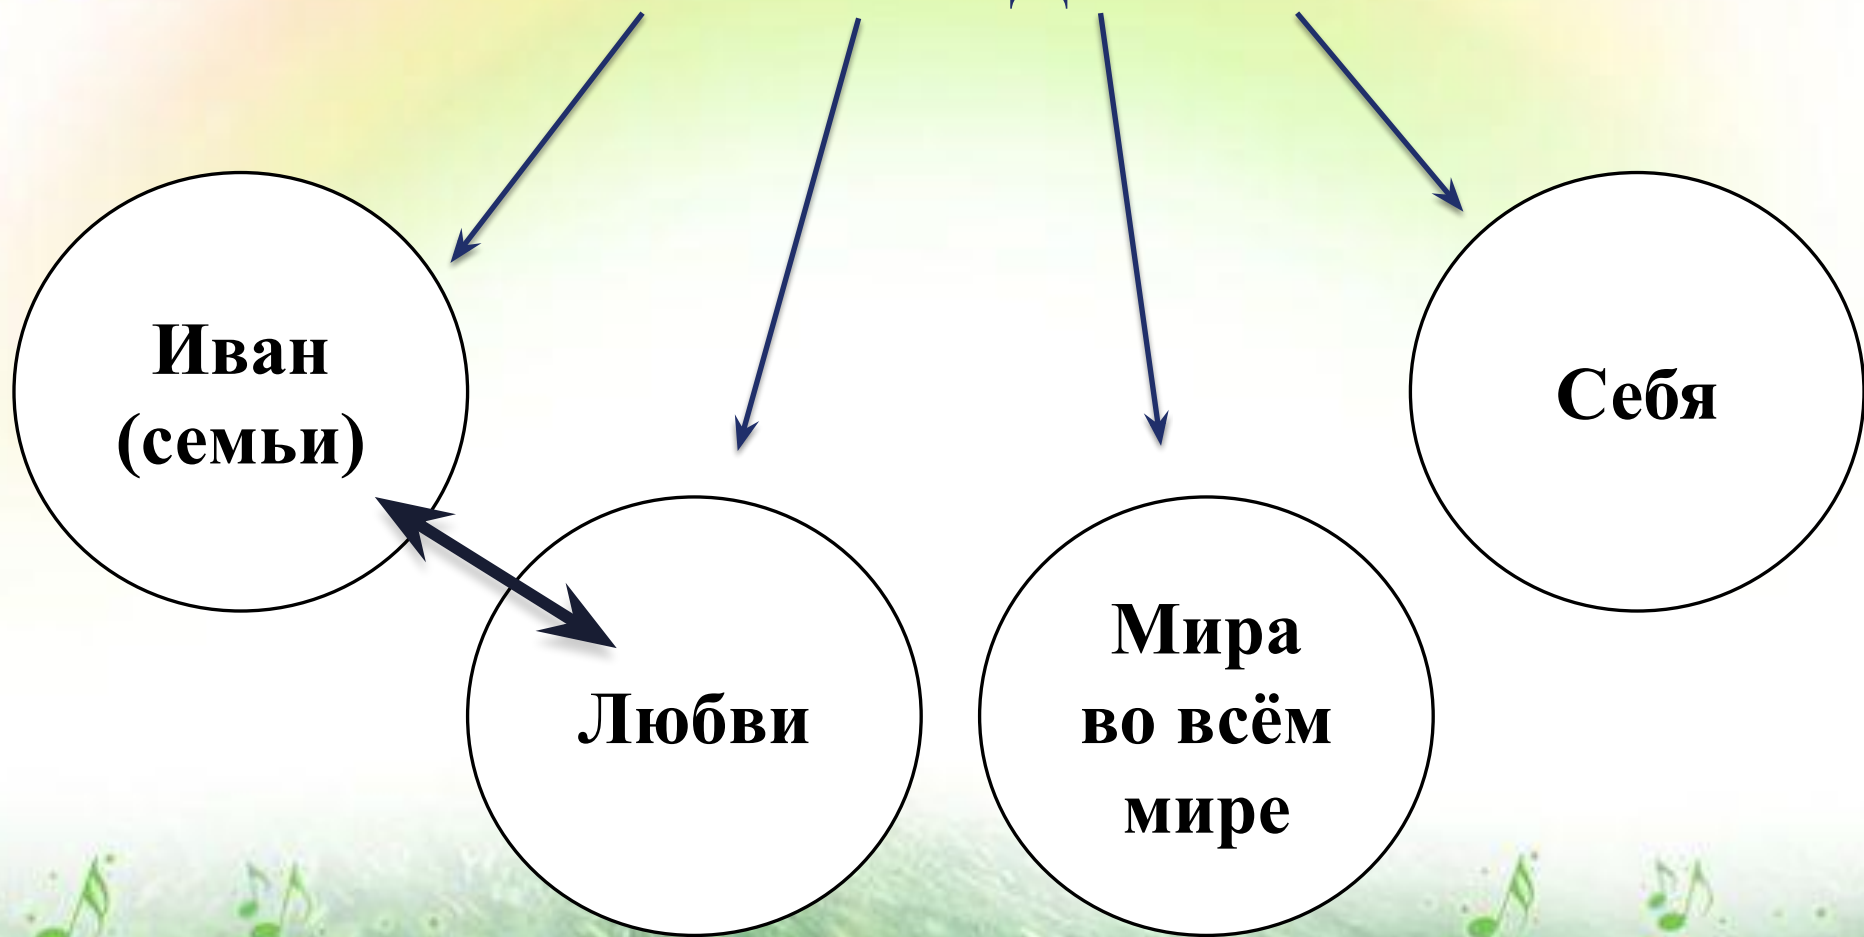 Иван
(семьи)
Себя
Любви
Мира
во всём
мире